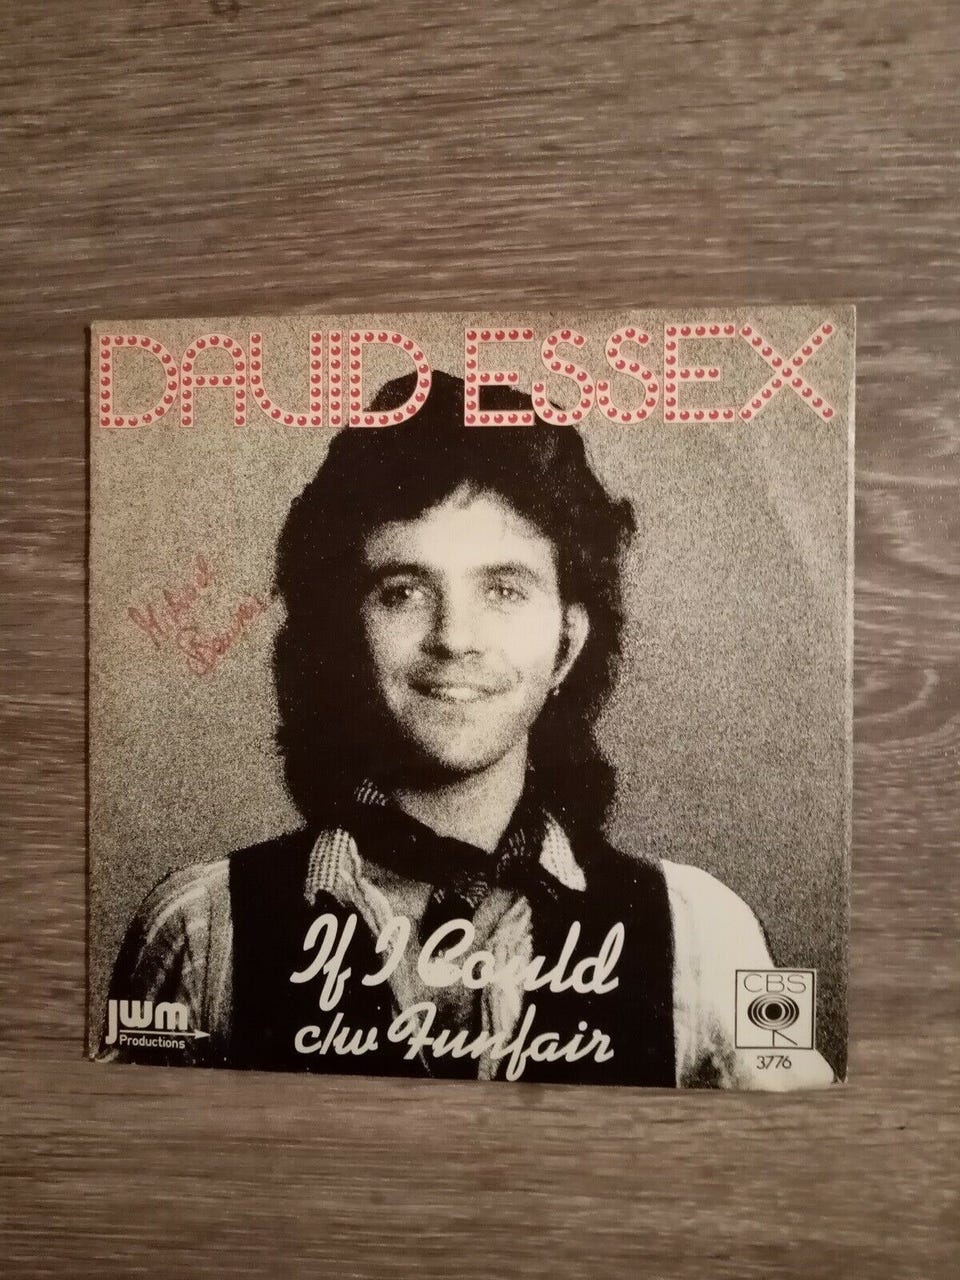 DAVID ESSEX
If I Could
c/w Funfair
jwm
Productions
CBS
3776